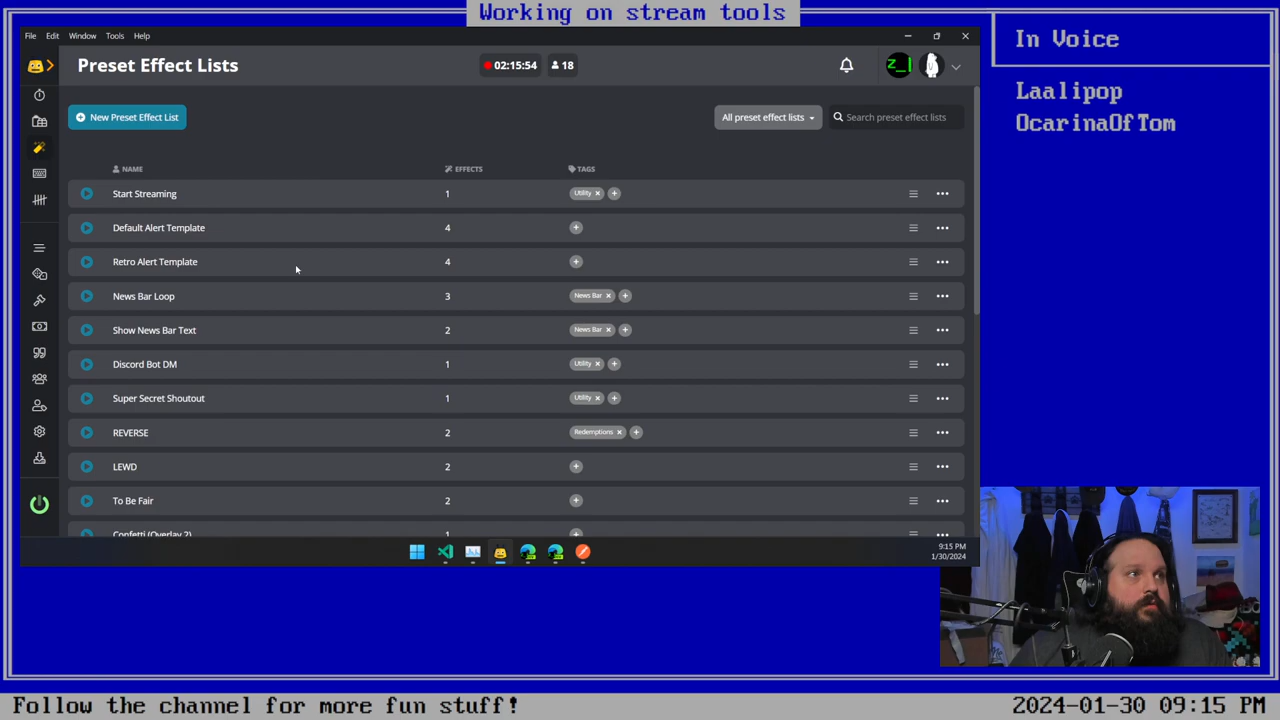 Working on stream tools
File Edit Window Tools Help
Preset Effect Lists
02:15:54
18
z_l
New Preset Effect List
All preset effect lists
Search preset effect lists
NAME EFFECTS TAGS
Start Streaming 1 Utility × +
Default Alert Template 4 +
Retro Alert Template 4 +
News Bar Loop 3 News Bar × +
Show News Bar Text 2 News Bar × +
Discord Bot DM 1 Utility × +
Super Secret Shoutout 1 Utility × +
REVERSE 2 Redemptions × +
LEWD 2 +
To Be Fair 2 +
Confetti (Overlay 2) 1 +
9:15 PM
1/30/2024
In Voice
Laalipop
OcarinaOfTom
Follow the channel for more fun stuff!
2024-01-30 09:15 PM